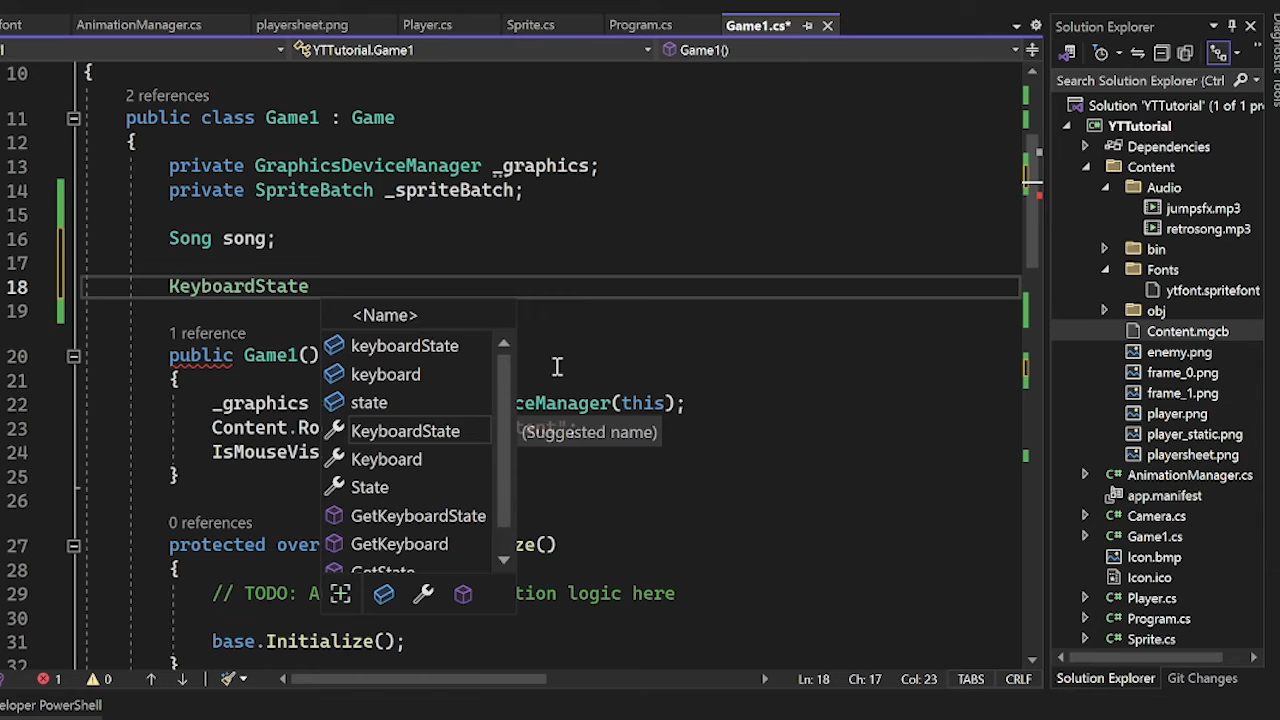 font AnimationManager.cs playersheet.png Player.cs Sprite.cs Program.cs Game1.cs*
YTTutorial.Game1 Game1()
10 {
2 references
11 public class Game1 : Game
12 {
13 private GraphicsDeviceManager _graphics;
14 private SpriteBatch _spriteBatch;
15
16 Song song;
17
18 KeyboardState
19
<Name>
keyboardState
keyboard
state
KeyboardState (Suggested name)
Keyboard
State
GetKeyboardState
GetKeyboard
GetState
1 reference
20 public Game1()
21 {
22 _graphics ceManager(this);
23 Content.Ro
24 IsMouseVis
25 }
26
0 references
27 protected over ze()
28 {
29 // TODO: A tion logic here
30
31 base.Initialize();
32 }
1 0 Ln: 18 Ch: 17 Col: 23 TABS CRLF
eloper PowerShell
Solution Explorer
Search Solution Explorer (Ctrl
Solution 'YTTutorial' (1 of 1 pr
YTTutorial
Dependencies
Content
Audio
jumpsfx.mp3
retrosong.mp3
bin
Fonts
ytfont.spritefont
obj
Content.mgcb
enemy.png
frame_0.png
frame_1.png
player.png
player_static.png
playersheet.png
AnimationManager.cs
app.manifest
Camera.cs
Game1.cs
Icon.bmp
Icon.ico
Player.cs
Program.cs
Sprite.cs
Solution Explorer Git Changes
Diagnostic Tools